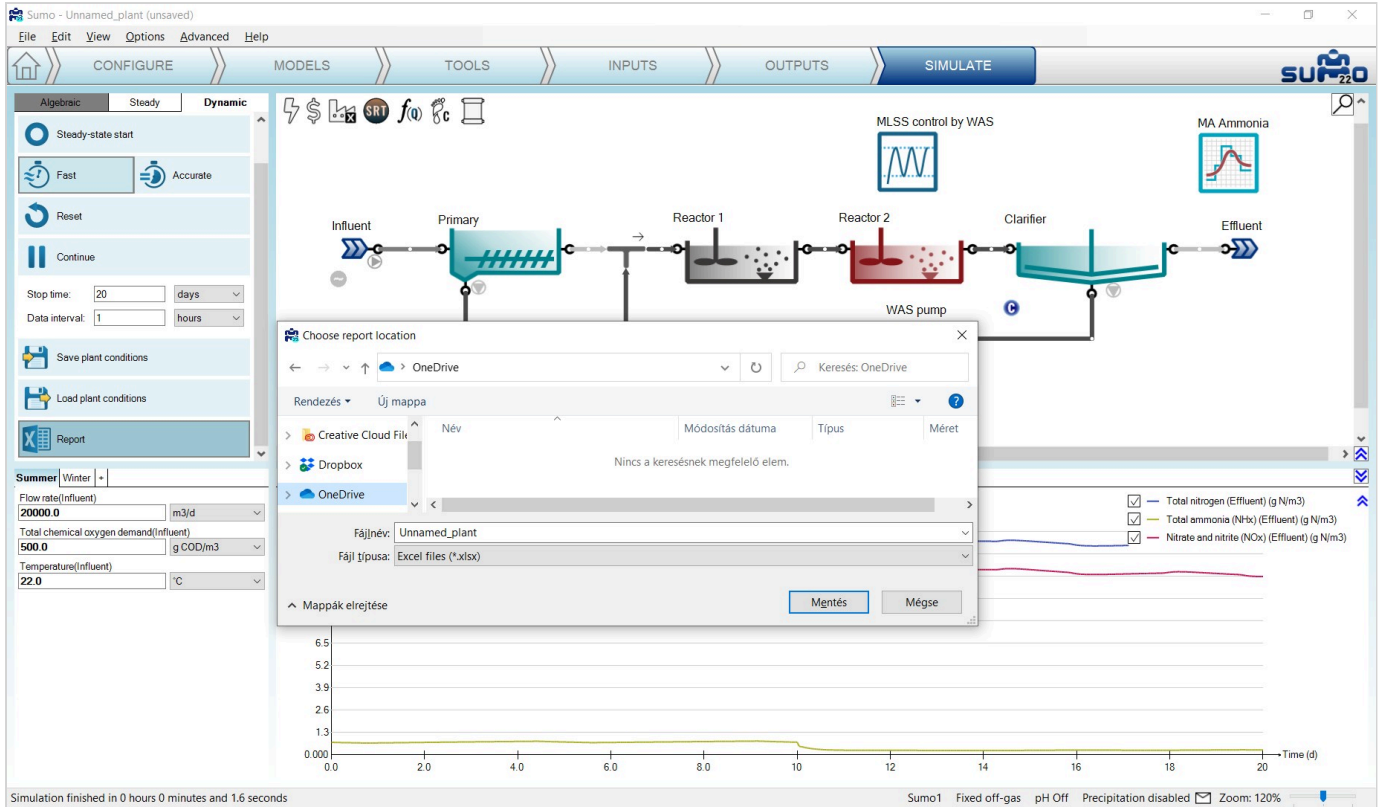 Sumo - Unnamed_plant (unsaved)
File Edit View Options Advanced Help
CONFIGURE MODELS TOOLS INPUTS OUTPUTS SIMULATE
SUMO 22
Algebraic Steady Dynamic
Steady-state start
Fast Accurate
Reset
Continue
Stop time: 20 days
Data interval: 1 hours
Save plant conditions
Load plant conditions
Report
Summer Winter +
Flow rate(Influent)
20000.0 m3/d
Total chemical oxygen demand(Influent)
500.0 g COD/m3
Temperature(Influent)
22.0 °C
SRT f(Q) C
MLSS control by WAS
MA Ammonia
Influent
Primary
Reactor 1
Reactor 2
Clarifier
Effluent
WAS pump
C
Choose report location
OneDrive
Keresés: OneDrive
Rendezés Új mappa
Név Módosítás dátuma Típus Méret
Creative Cloud File
Dropbox
OneDrive
Nincs a keresésnek megfelelő elem.
Fájlnév: Unnamed_plant
Fájl típusa: Excel files (*.xlsx)
Mappák elrejtése
Mentés Mégse
Total nitrogen (Effluent) (g N/m3)
Total ammonia (NHx) (Effluent) (g N/m3)
Nitrate and nitrite (NOx) (Effluent) (g N/m3)
6.5
5.2
3.9
2.6
1.3
0.000
0.0 2.0 4.0 6.0 8.0 10 12 14 16 18 20
Time (d)
Simulation finished in 0 hours 0 minutes and 1.6 seconds
Sumo1 Fixed off-gas pH Off Precipitation disabled Zoom: 120%